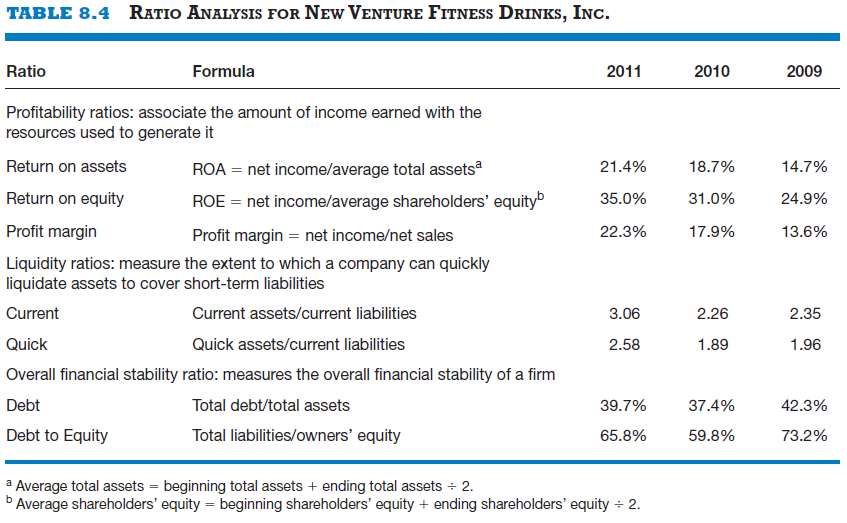 TABLE 8.4 RATIO ANALYSIS FOR NEW VENTURE FITNESS DRINKS, INC.
Ratio Formula 2011 2010 2009
Profitability ratios: associate the amount of income earned with the
resources used to generate it
Return on assets ROA = net income/average total assetsᵃ 21.4% 18.7% 14.7%
Return on equity ROE = net income/average shareholders’ equityᵇ 35.0% 31.0% 24.9%
Profit margin Profit margin = net income/net sales 22.3% 17.9% 13.6%
Liquidity ratios: measure the extent to which a company can quickly
liquidate assets to cover short-term liabilities
Current Current assets/current liabilities 3.06 2.26 2.35
Quick Quick assets/current liabilities 2.58 1.89 1.96
Overall financial stability ratio: measures the overall financial stability of a firm
Debt Total debt/total assets 39.7% 37.4% 42.3%
Debt to Equity Total liabilities/owners’ equity 65.8% 59.8% 73.2%
ᵃ Average total assets = beginning total assets + ending total assets ÷ 2.
ᵇ Average shareholders’ equity = beginning shareholders’ equity + ending shareholders’ equity ÷ 2.